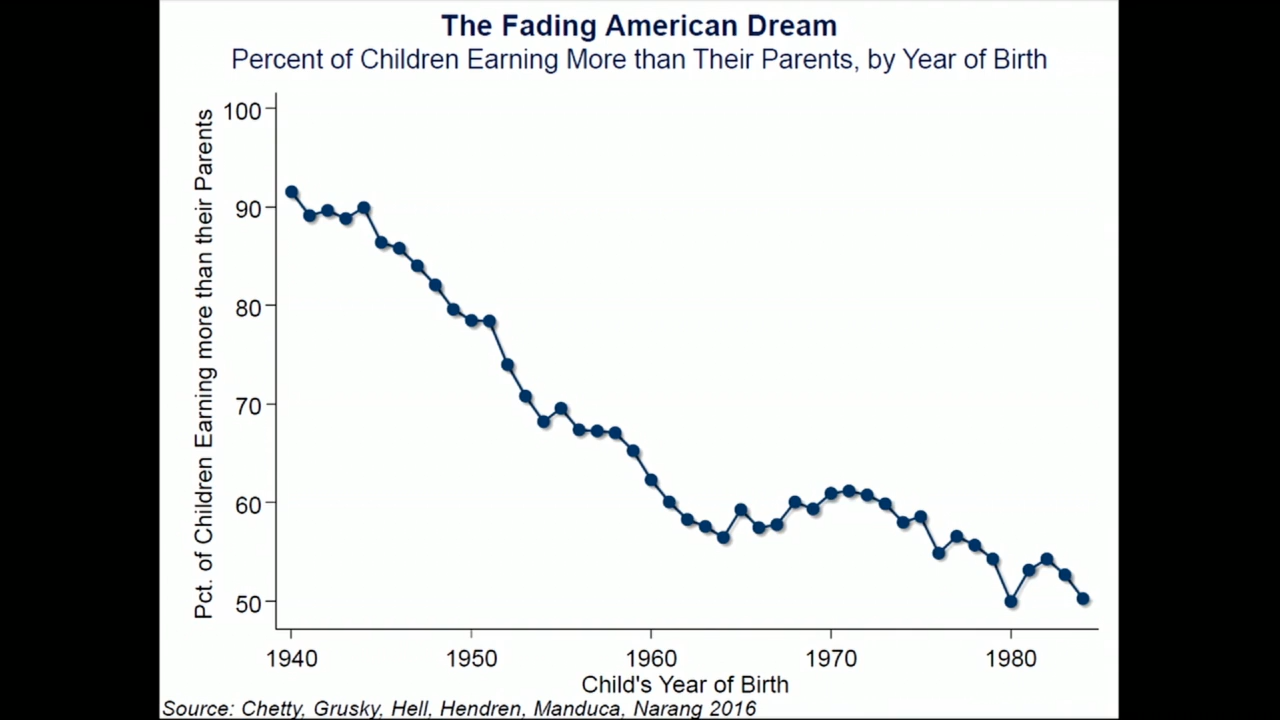 The Fading American Dream
Percent of Children Earning More than Their Parents, by Year of Birth
Pct. of Children Earning more than their Parents
100
90
80
70
60
50
1940 1950 1960 1970 1980
Child's Year of Birth
Source: Chetty, Grusky, Hell, Hendren, Manduca, Narang 2016